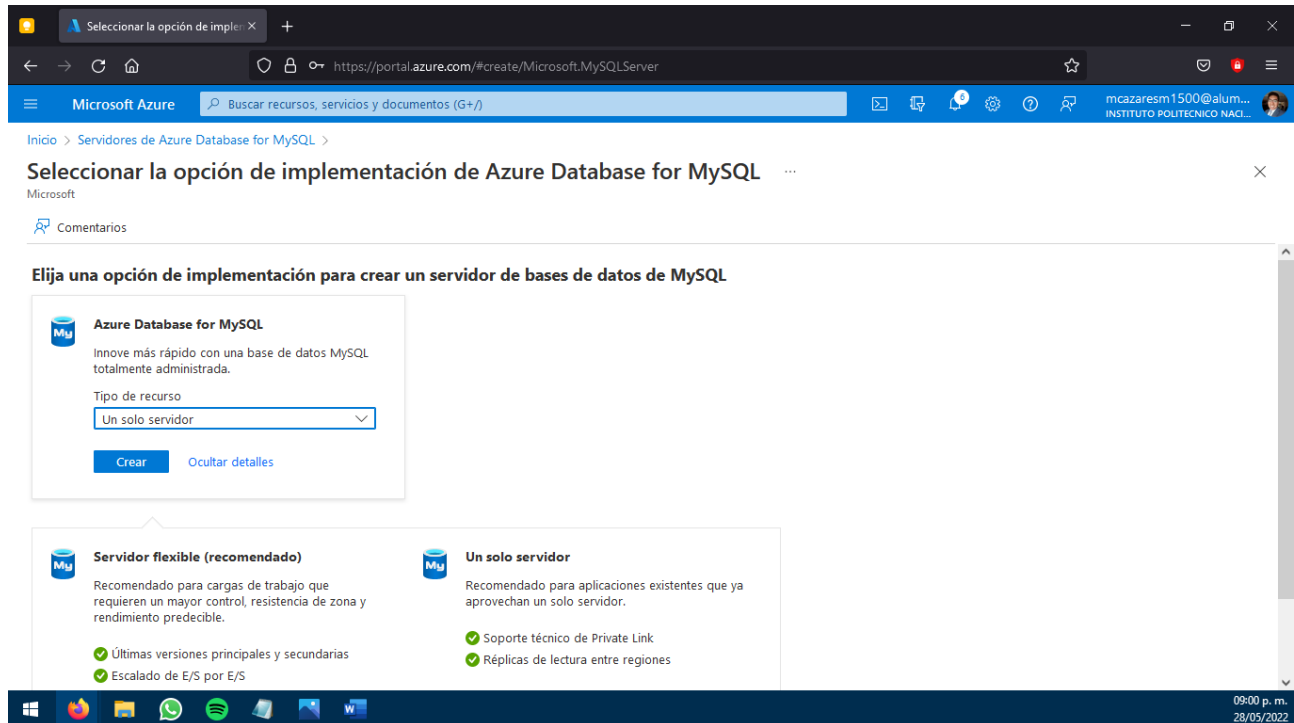 Seleccionar la opción de implen
https://portal.azure.com/#create/Microsoft.MySQLServer
Microsoft Azure
Buscar recursos, servicios y documentos (G+/)
6
mcazaresm1500@alum...
INSTITUTO POLITECNICO NACI...
Inicio > Servidores de Azure Database for MySQL >
Seleccionar la opción de implementación de Azure Database for MySQL ...
Microsoft
Comentarios
Elija una opción de implementación para crear un servidor de bases de datos de MySQL
My
Azure Database for MySQL
Innove más rápido con una base de datos MySQL
totalmente administrada.
Tipo de recurso
Un solo servidor
Crear Ocultar detalles
My
Servidor flexible (recomendado)
Recomendado para cargas de trabajo que
requieren un mayor control, resistencia de zona y
rendimiento predecible.
Últimas versiones principales y secundarias
Escalado de E/S por E/S
My
Un solo servidor
Recomendado para aplicaciones existentes que ya
aprovechan un solo servidor.
Soporte técnico de Private Link
Réplicas de lectura entre regiones
W
09:00 p. m.
28/05/2022